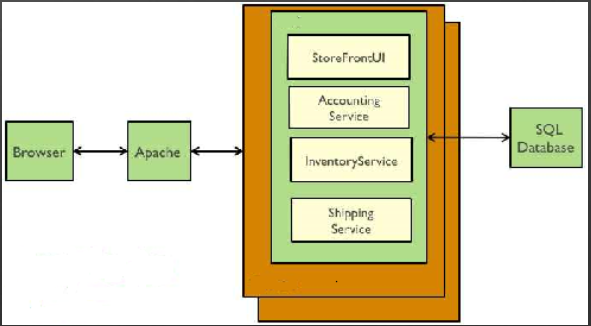 StoreFrontUI
Accounting
Service
InventoryService
Shipping
Service
Browser
Apache
SQL
Database